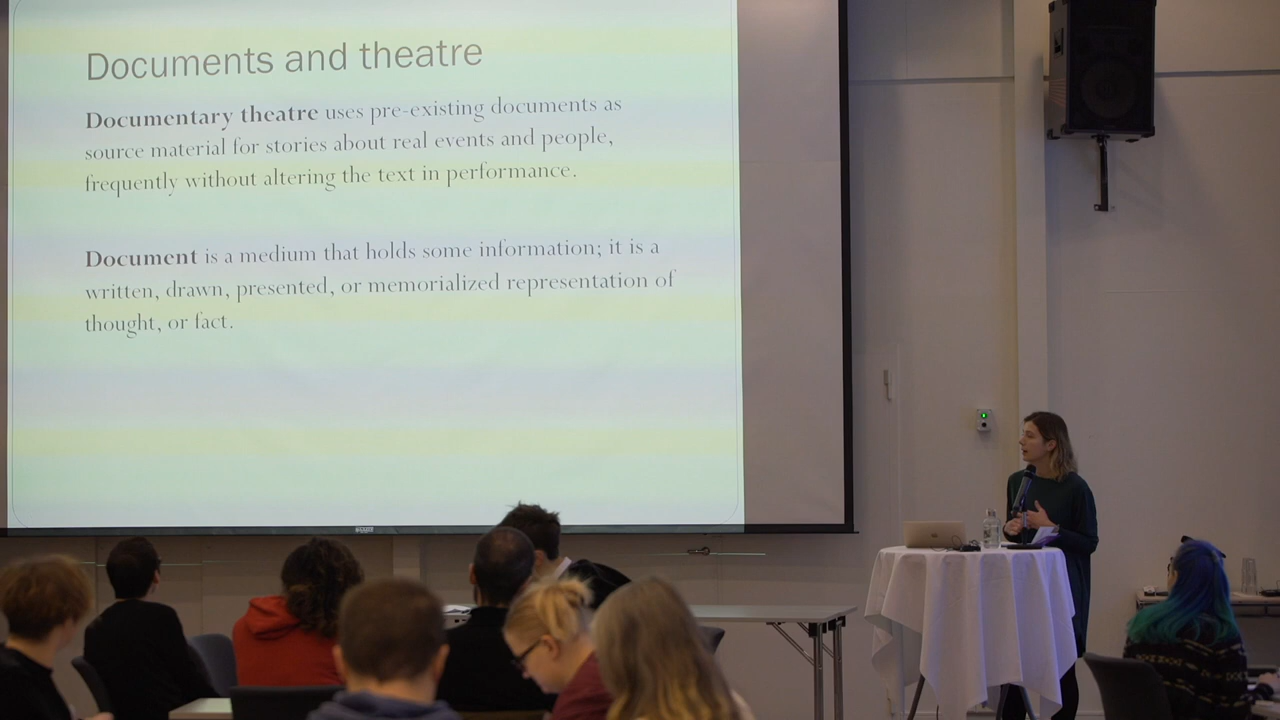 Documents and theatre
Documentary theatre uses pre-existing documents as
source material for stories about real events and people,
frequently without altering the text in performance.
Document is a medium that holds some information; it is a
written, drawn, presented, or memorialized representation of
thought, or fact.